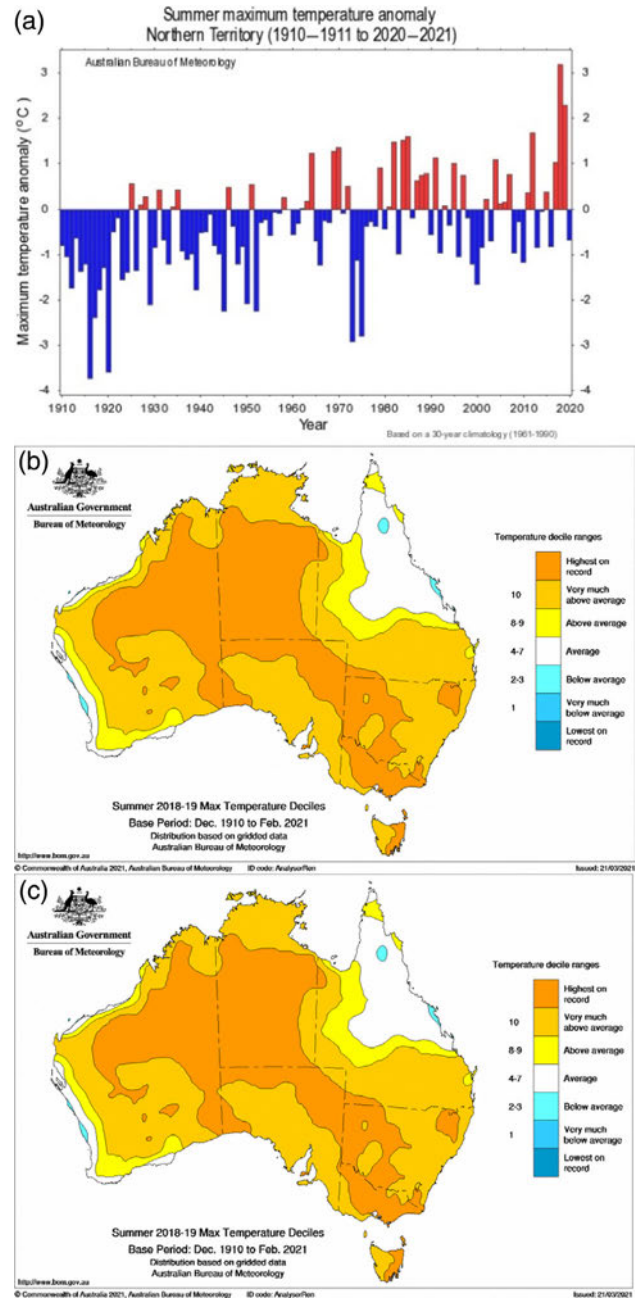 (a)
Summer maximum temperature anomaly
Northern Territory (1910–1911 to 2020–2021)
Australian Bureau of Meteorology
Maximum temperature anomaly (°C)
3
2
1
0
-1
-2
-3
-4
3
2
1
0
-1
-2
-3
-4
1910 1920 1930 1940 1950 1960 1970 1980 1990 2000 2010 2020
Year
Based on a 30-year climatology (1961-1990)
(b)
Australian Government
Bureau of Meteorology
Temperature decile ranges
Highest on
record
10 Very much
above average
8-9 Above average
4-7 Average
2-3 Below average
1 Very much
below average
Lowest on
record
Summer 2018-19 Max Temperature Deciles
Base Period: Dec. 1910 to Feb. 2021
Distribution based on gridded data
Australian Bureau of Meteorology
http://www.bom.gov.au
© Commonwealth of Australia 2021, Australian Bureau of Meteorology ID code: AnalyserRen Issued: 21/03/2021
(c)
Australian Government
Bureau of Meteorology
Temperature decile ranges
Highest on
record
10 Very much
above average
8-9 Above average
4-7 Average
2-3 Below average
1 Very much
below average
Lowest on
record
Summer 2018-19 Max Temperature Deciles
Base Period: Dec. 1910 to Feb. 2021
Distribution based on gridded data
Australian Bureau of Meteorology
http://www.bom.gov.au
© Commonwealth of Australia 2021, Australian Bureau of Meteorology ID code: AnalyserRen Issued: 21/03/2021